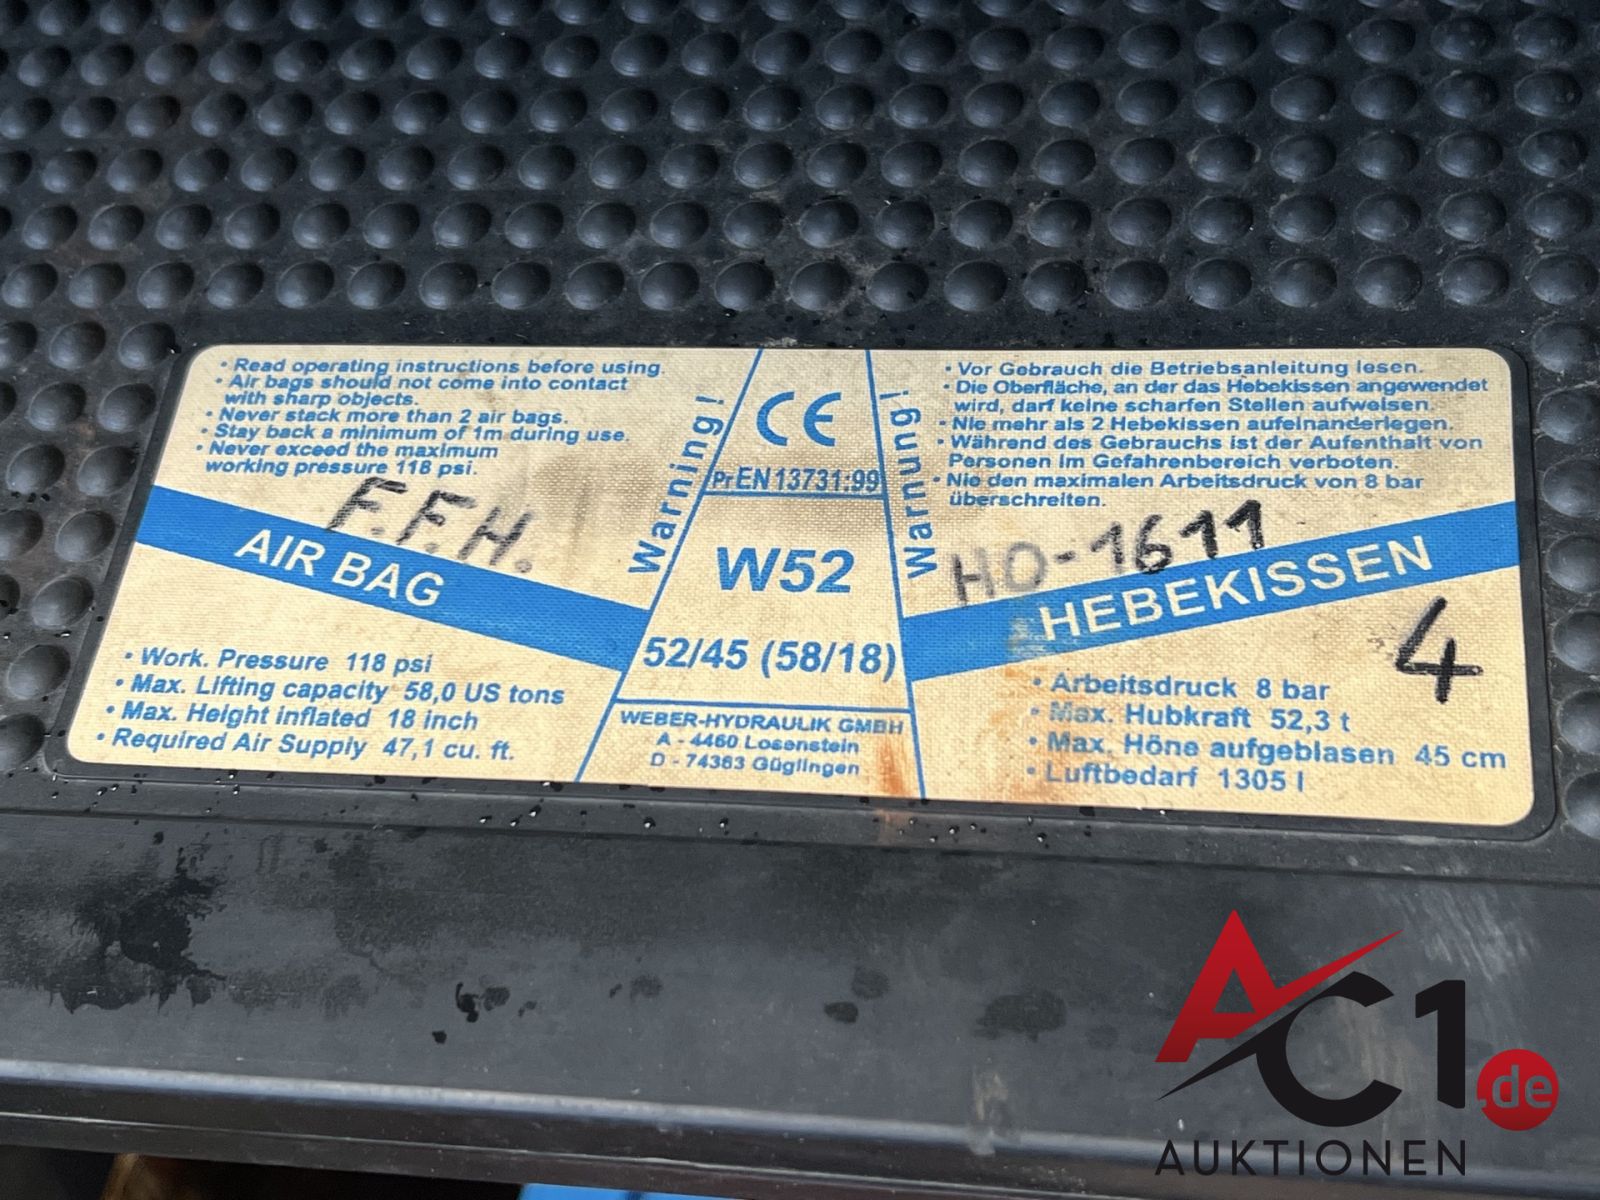 • Read operating instructions before using.
• Air bags should not come into contact
with sharp objects.
• Never stack more than 2 air bags.
• Stay back a minimum of 1m during use.
• Never exceed the maximum
working pressure 118 psi.
F.F.H.
AIR BAG
• Work. Pressure 118 psi
• Max. Lifting capacity 58,0 US tons
• Max. Height inflated 18 inch
• Required Air Supply 47,1 cu. ft.
Warning!
CE
Pr EN 13731:99
W52
52/45 (58/18)
WEBER-HYDRAULIK GMBH
A - 4460 Losenstein
D - 74363 Güglingen
Warnung!
• Vor Gebrauch die Betriebsanleitung lesen.
• Die Oberfläche, an der das Hebekissen angewendet
wird, darf keine scharfen Stellen aufweisen.
• Nie mehr als 2 Hebekissen aufeinanderlegen.
• Während des Gebrauchs ist der Aufenthalt von
Personen im Gefahrenbereich verboten.
• Nie den maximalen Arbeitsdruck von 8 bar
überschreiten.
HO-1611
HEBEKISSEN
4
• Arbeitsdruck 8 bar
• Max. Hubkraft 52,3 t
• Max. Höhe aufgeblasen 45 cm
• Luftbedarf 1305 l
AC1.de
AUKTIONEN